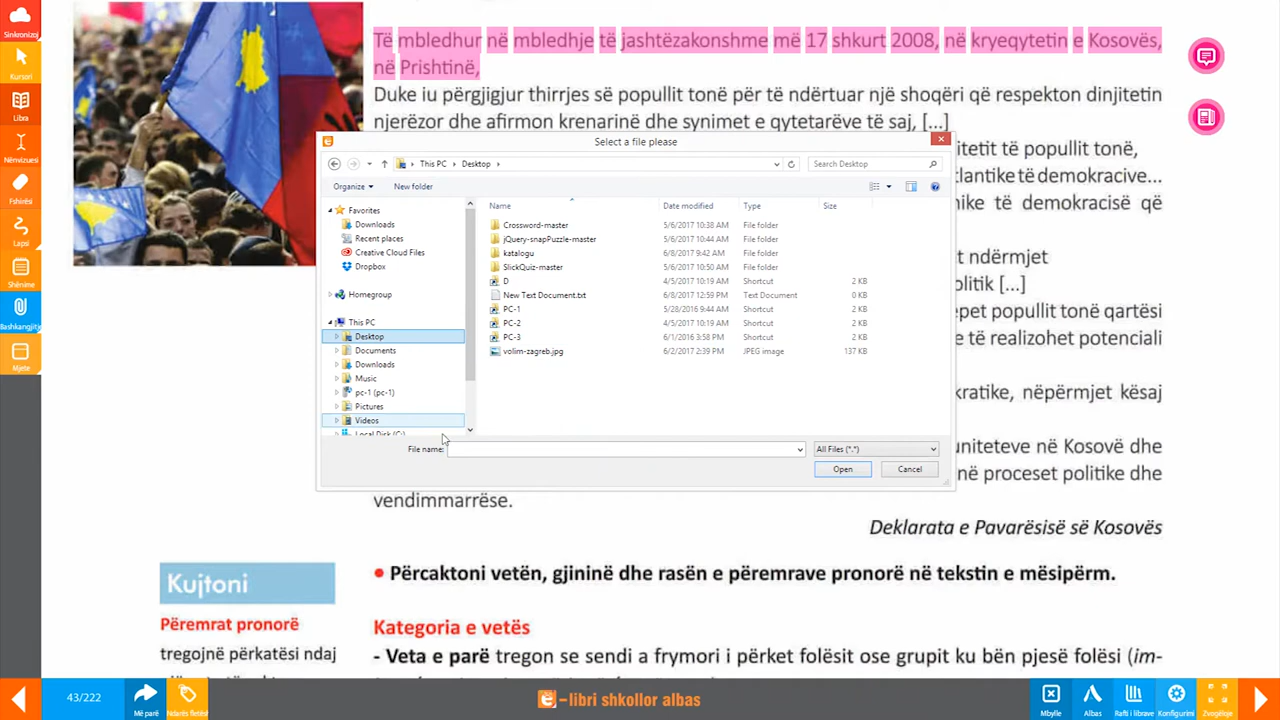 Sinkronizoj
Kursori
Libra
Nënvizuesi
Fshirësi
Lapsi
Shënime
Bashkangjitj
Mjete
Të mbledhur në mbledhje të jashtëzakonshme më 17 shkurt 2008, në kryeqytetin e Kosovës,
në Prishtinë,
Duke iu përgjigjur thirrjes së popullit tonë për të ndërtuar një shoqëri që respekton dinjitetin
njerëzor dhe afirmon krenarinë dhe synimet e qytetarëve të saj, [...]
titetit të popullit tonë,
tlantike të demokracive...
nike të demokracisë që
t ndërmjet
olitik [...]
epet popullit tonë qartësi
e të realizohet potenciali
kratike, nëpërmjet kësaj
uniteteve në Kosovë dhe
në proceset politike dhe
vendimmarrëse.
Deklarata e Pavarësisë së Kosovës
Select a file please
This PC
Desktop
Search Desktop
Organize
New folder
Favorites
Downloads
Recent places
Creative Cloud Files
Dropbox
Homegroup
This PC
Desktop
Documents
Downloads
Music
pc-1 (pc-1)
Pictures
Videos
Local Disk (C:)
Name Date modified Type Size
Crossword-master 5/6/2017 10:38 AM File folder
jQuery-snapPuzzle-master 5/6/2017 10:44 AM File folder
katalogu 6/8/2017 9:42 AM File folder
SlickQuiz-master 5/6/2017 10:50 AM File folder
D 4/5/2017 10:19 AM Shortcut 2 KB
New Text Document.txt 6/8/2017 12:59 PM Text Document 0 KB
PC-1 5/28/2016 9:44 AM Shortcut 2 KB
PC-2 4/5/2017 10:19 AM Shortcut 2 KB
PC-3 6/1/2016 3:58 PM Shortcut 2 KB
volim-zagreb.jpg 6/2/2017 2:39 PM JPEG image 137 KB
File name:
All Files (*.*)
Open
Cancel
Kujtoni
Përemrat pronorë
tregojnë përkatësi ndaj
• Përcaktoni vetën, gjininë dhe rasën e përemrave pronorë në tekstin e mësipërm.
Kategoria e vetës
- Veta e parë tregon se sendi a frymori i përket folësit ose grupit ku bën pjesë folësi (im-
43/222
Më parë
Ndarës fletësh
e -libri shkollor albas
Mbylle
Albas
Rafti i librave
Konfigurimi
Zvogëloje